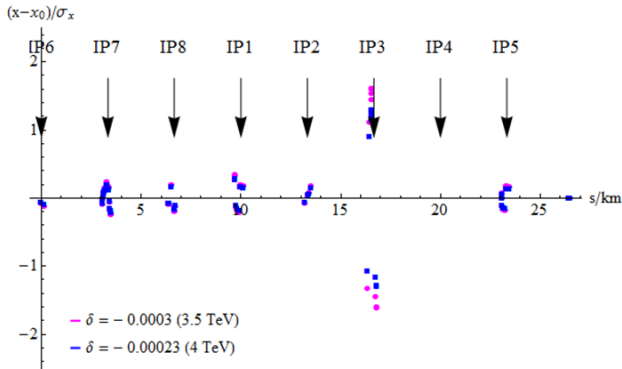 (x−x₀)/σₓ
IP6 IP7 IP8 IP1 IP2 IP3 IP4 IP5
2
1
5 10 15 20 25 s/km
−1
−2
δ = − 0.0003 (3.5 TeV)
δ = − 0.00023 (4 TeV)